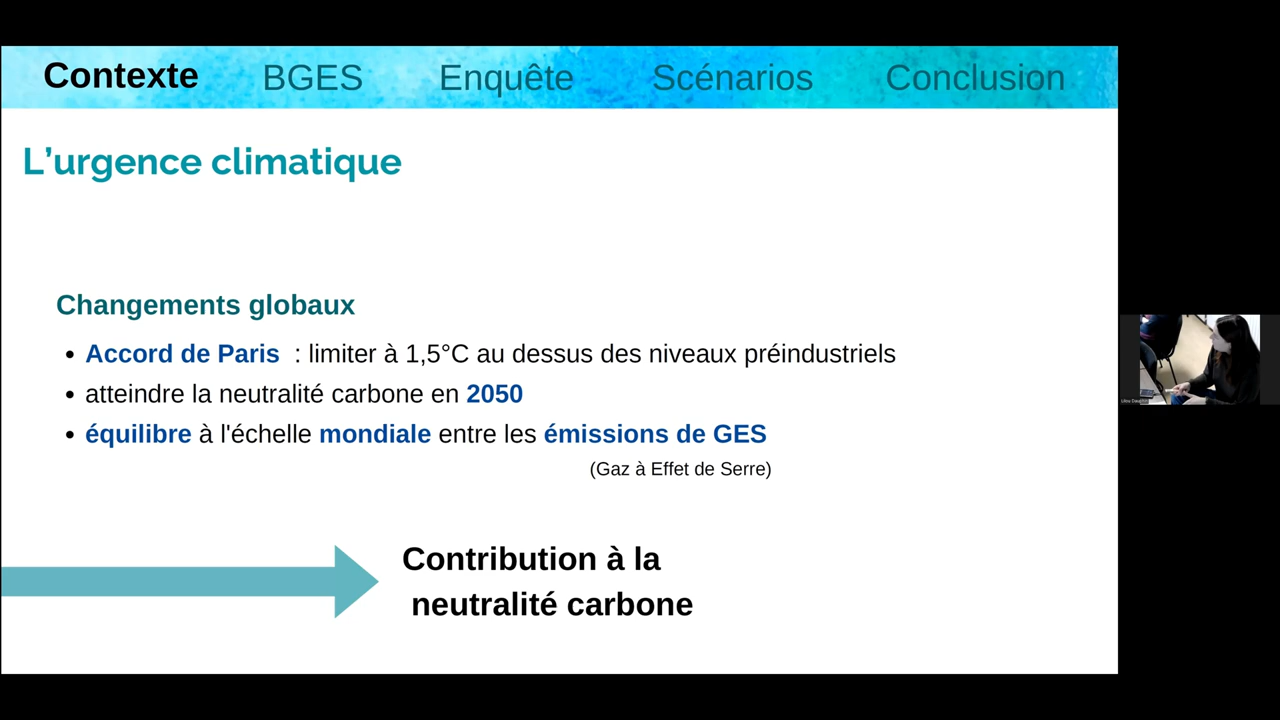 Contexte BGES Enquête Scénarios Conclusion
L'urgence climatique
Changements globaux
• Accord de Paris : limiter à 1,5°C au dessus des niveaux préindustriels
• atteindre la neutralité carbone en 2050
• équilibre à l'échelle mondiale entre les émissions de GES
(Gaz à Effet de Serre)
Contribution à la
neutralité carbone